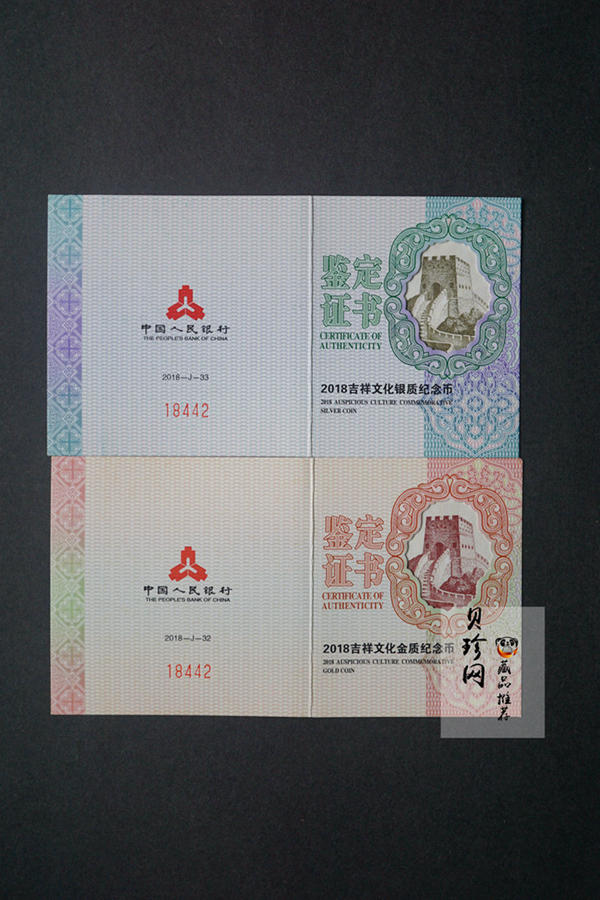 中国人民银行
THE PEOPLE'S BANK OF CHINA
2018-J-33
18442
鉴定
证书
CERTIFICATE OF
AUTHENTICITY
2018吉祥文化银质纪念币
2018 AUSPICIOUS CULTURE COMMEMORATIVE
SILVER COIN
中国人民银行
THE PEOPLE'S BANK OF CHINA
2018-J-32
18442
鉴定
证书
CERTIFICATE OF
AUTHENTICITY
2018吉祥文化金质纪念币
2018 AUSPICIOUS CULTURE COMMEMORATIVE
GOLD COIN
贝珍网
藏品推荐